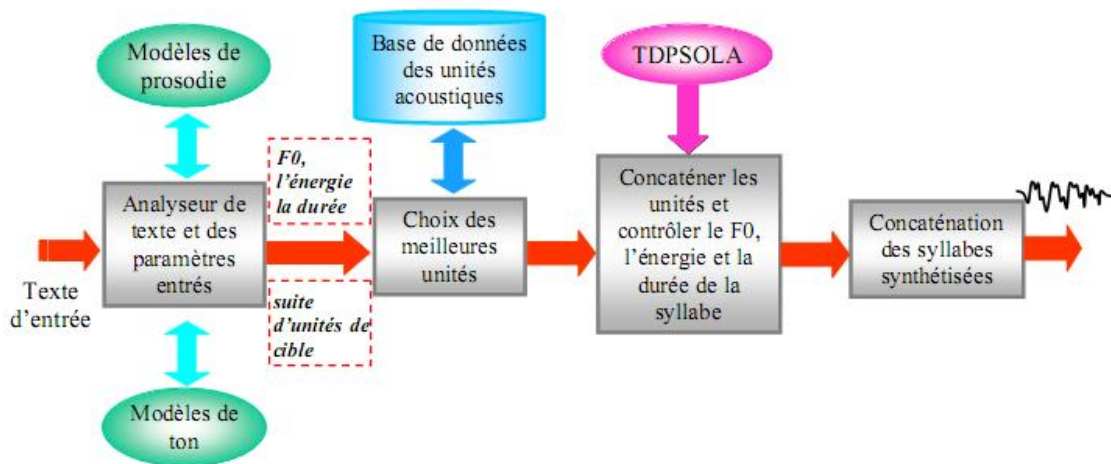 Modèles de
prosodie
Base de données
des unités
acoustiques
TDPSOLA
F0,
l'énergie
la durée
Texte
d'entrée
Analyseur de
texte et des
paramètres
entrés
suite
d'unités de
cible
Choix des
meilleures
unités
Concaténer les
unités et
contrôler le F0,
l'énergie et la
durée de la
syllabe
Concaténation
des syllabes
synthétisées
Modèles de
ton